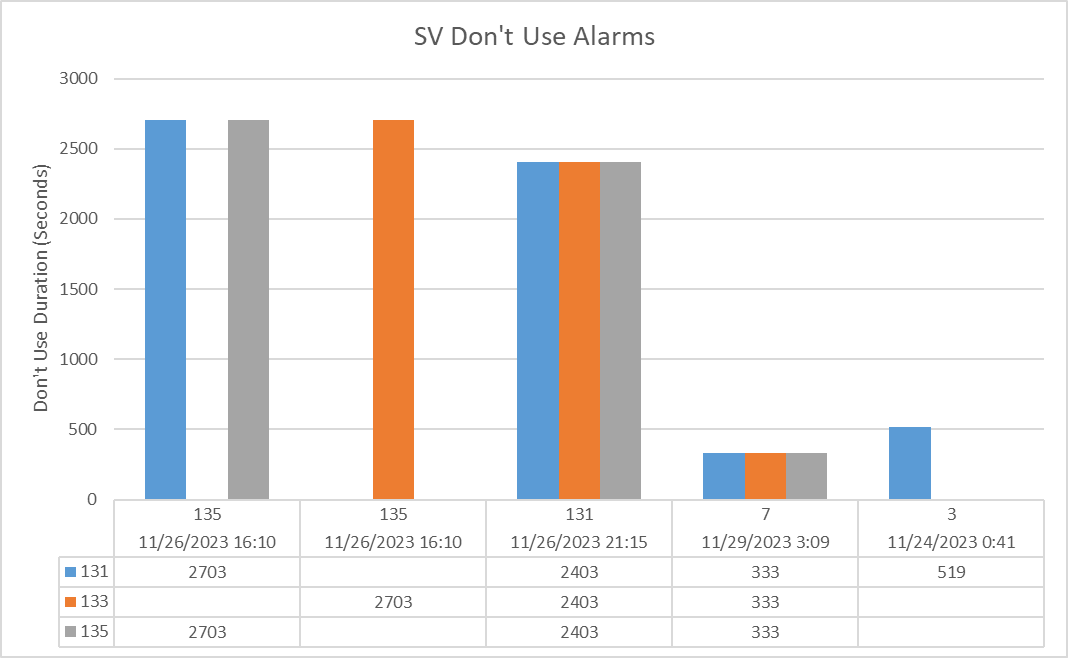 SV Don't Use Alarms
Don't Use Duration (Seconds)
3000
2500
2000
1500
1000
500
0
135 135 131 7 3
11/26/2023 16:10 11/26/2023 16:10 11/26/2023 21:15 11/29/2023 3:09 11/24/2023 0:41
131 2703 2403 333 519
133 2703 2403 333
135 2703 2403 333